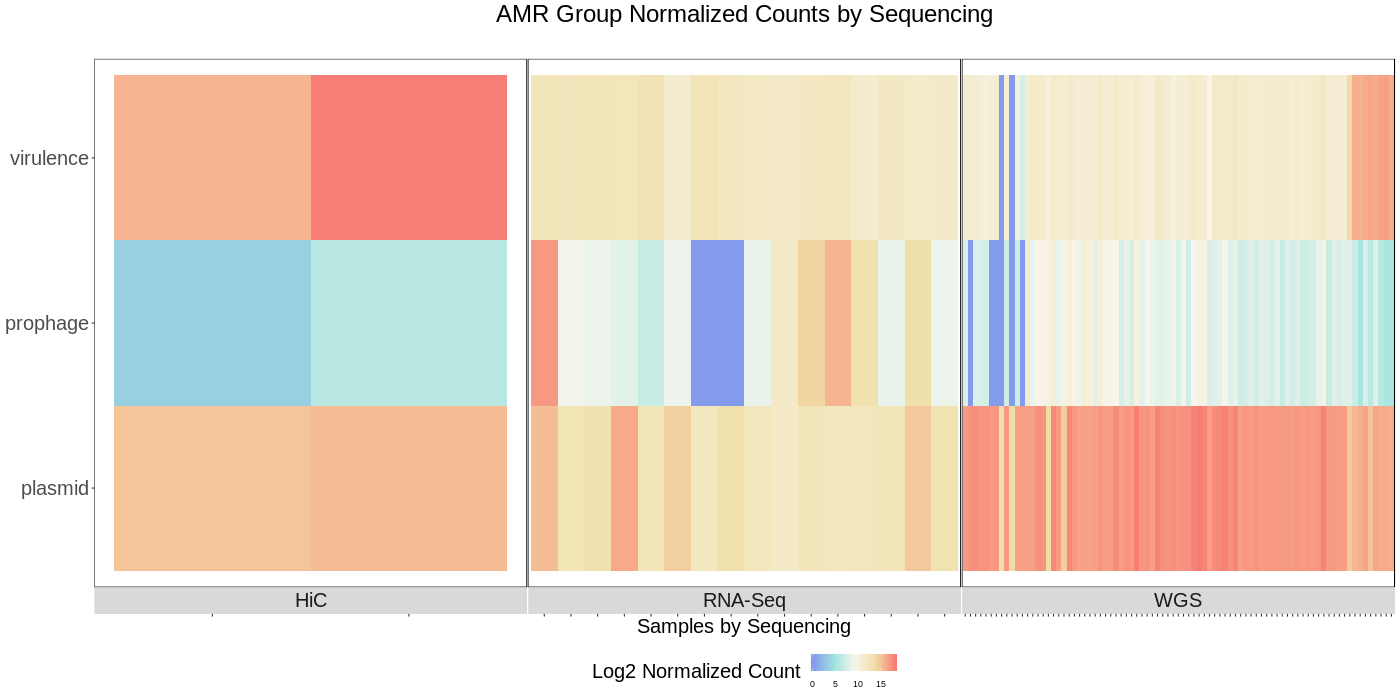 AMR Group Normalized Counts by Sequencing
virulence
prophage
plasmid
HiC
RNA-Seq
WGS
Samples by Sequencing
Log2 Normalized Count
0 5 10 15